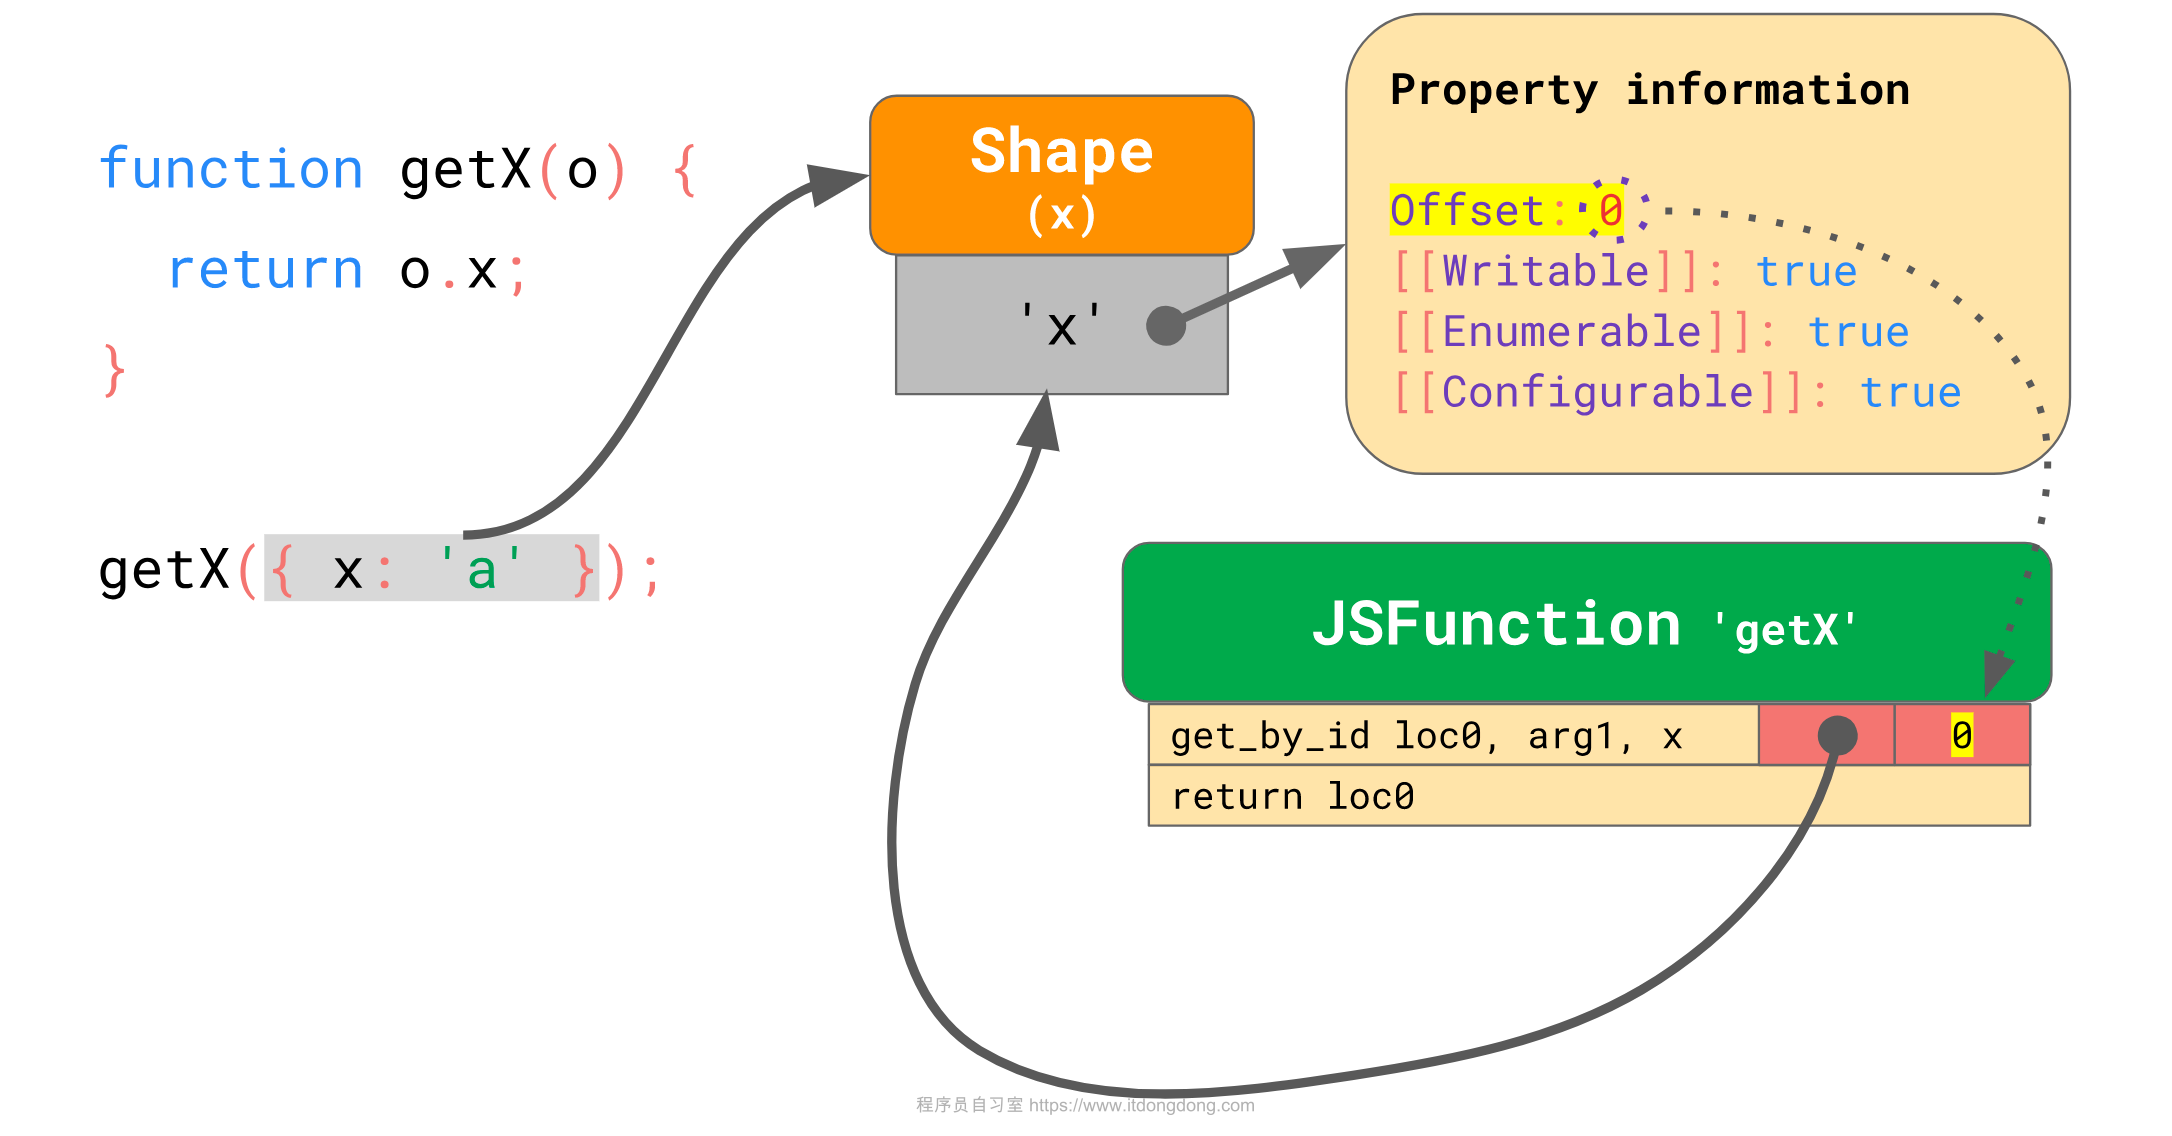 function getX(o) {
  return o.x;
}
getX({ x: 'a' });
Shape
(x)
'x'
Property information
Offset: 0
[[Writable]]: true
[[Enumerable]]: true
[[Configurable]]: true
JSFunction 'getX'
get_by_id loc0, arg1, x
0
return loc0
程序员自习室 https://www.itdongdong.com